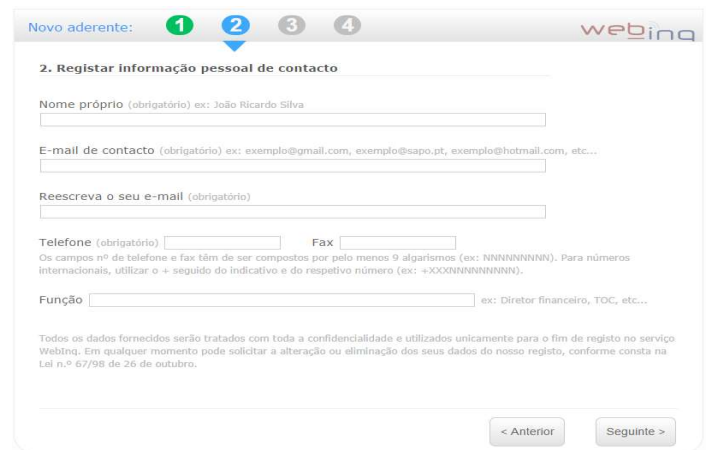 Novo aderente: 1 2 3 4 webinq
2. Registar informação pessoal de contacto
Nome próprio (obrigatório) ex: João Ricardo Silva
E-mail de contacto (obrigatório) ex: exemplo@gmail.com, exemplo@sapo.pt, exemplo@hotmail.com, etc...
Reescreva o seu e-mail (obrigatório)
Telefone (obrigatório) Fax
Os campos nº de telefone e fax têm de ser compostos por pelo menos 9 algarismos (ex: NNNNNNNNN). Para números
internacionais, utilizar o + seguido do indicativo e do respetivo número (ex: +XXXNNNNNNNNN).
Função ex: Diretor financeiro, TOC, etc...
Todos os dados fornecidos serão tratados com toda a confidencialidade e utilizados unicamente para o fim de registo no serviço
WebInq. Em qualquer momento pode solicitar a alteração ou eliminação dos seus dados do nosso registo, conforme consta na
Lei n.º 67/98 de 26 de outubro.
< Anterior Seguinte >